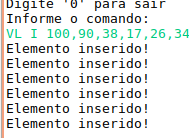 Digite '0' para sair
Informe o comando:
VL I 100,90,38,17,26,34
Elemento inserido!
Elemento inserido!
Elemento inserido!
Elemento inserido!
Elemento inserido!
Elemento inserido!